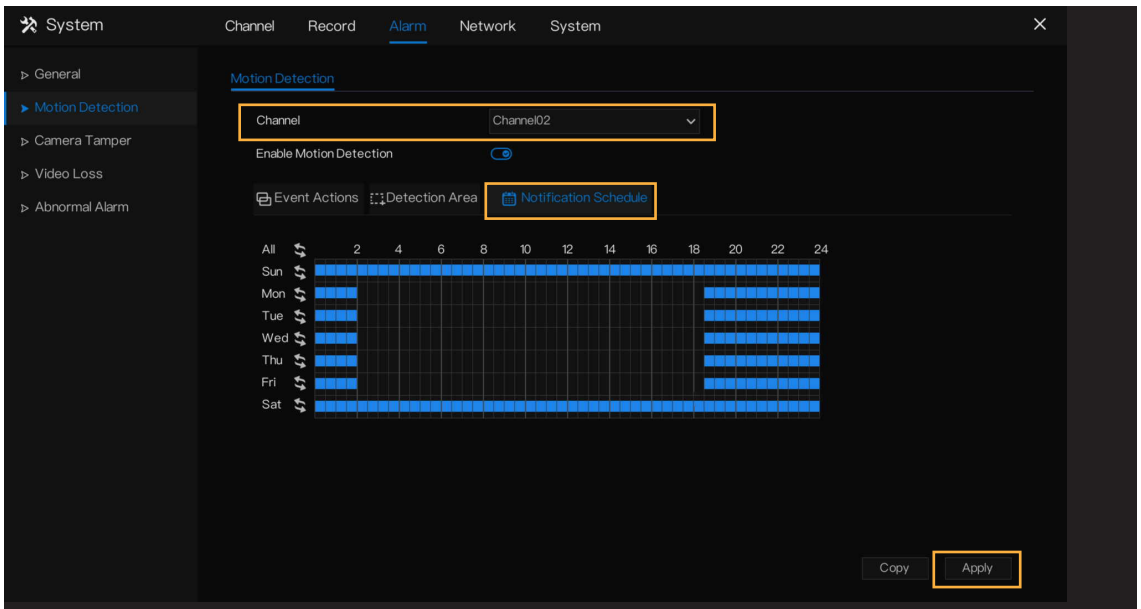 System
Channel Record Alarm Network System
General
Motion Detection
Camera Tamper
Video Loss
Abnormal Alarm
Motion Detection
Channel Channel02
Enable Motion Detection
Event Actions Detection Area Notification Schedule
All 2 4 6 8 10 12 14 16 18 20 22 24
Sun
Mon
Tue
Wed
Thu
Fri
Sat
Copy Apply